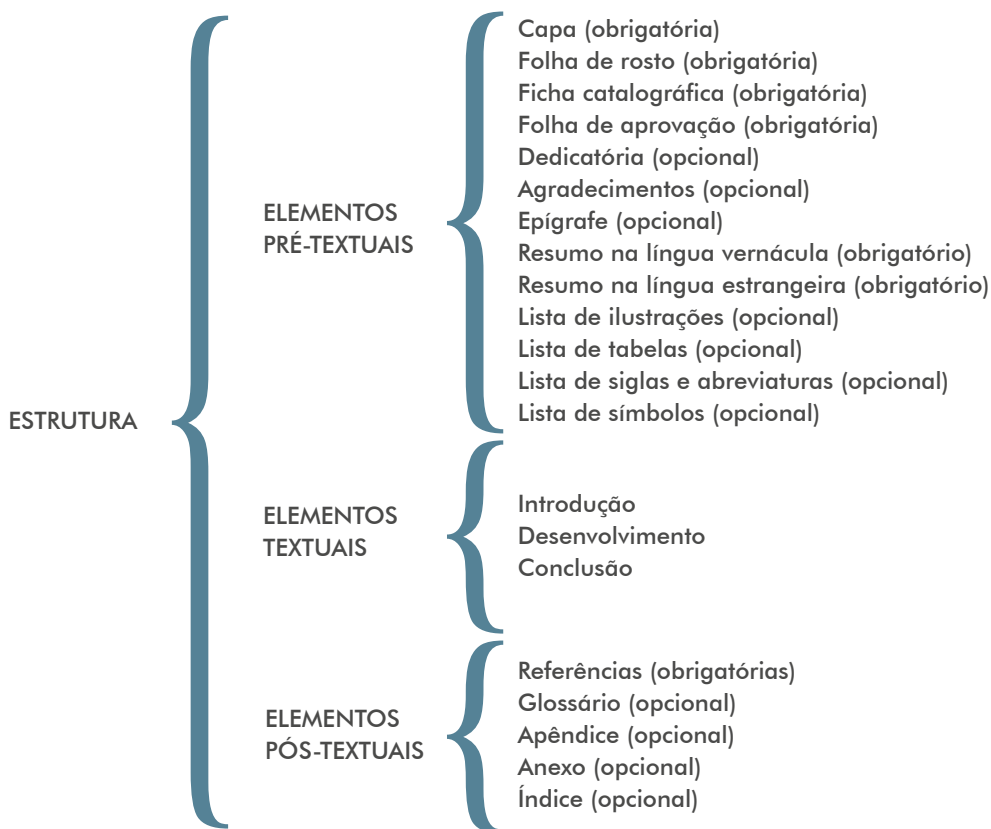 ESTRUTURA
ELEMENTOS
PRÉ-TEXTUAIS
Capa (obrigatória)
Folha de rosto (obrigatória)
Ficha catalográfica (obrigatória)
Folha de aprovação (obrigatória)
Dedicatória (opcional)
Agradecimentos (opcional)
Epígrafe (opcional)
Resumo na língua vernácula (obrigatório)
Resumo na língua estrangeira (obrigatório)
Lista de ilustrações (opcional)
Lista de tabelas (opcional)
Lista de siglas e abreviaturas (opcional)
Lista de símbolos (opcional)
ELEMENTOS
TEXTUAIS
Introdução
Desenvolvimento
Conclusão
ELEMENTOS
PÓS-TEXTUAIS
Referências (obrigatórias)
Glossário (opcional)
Apêndice (opcional)
Anexo (opcional)
Índice (opcional)